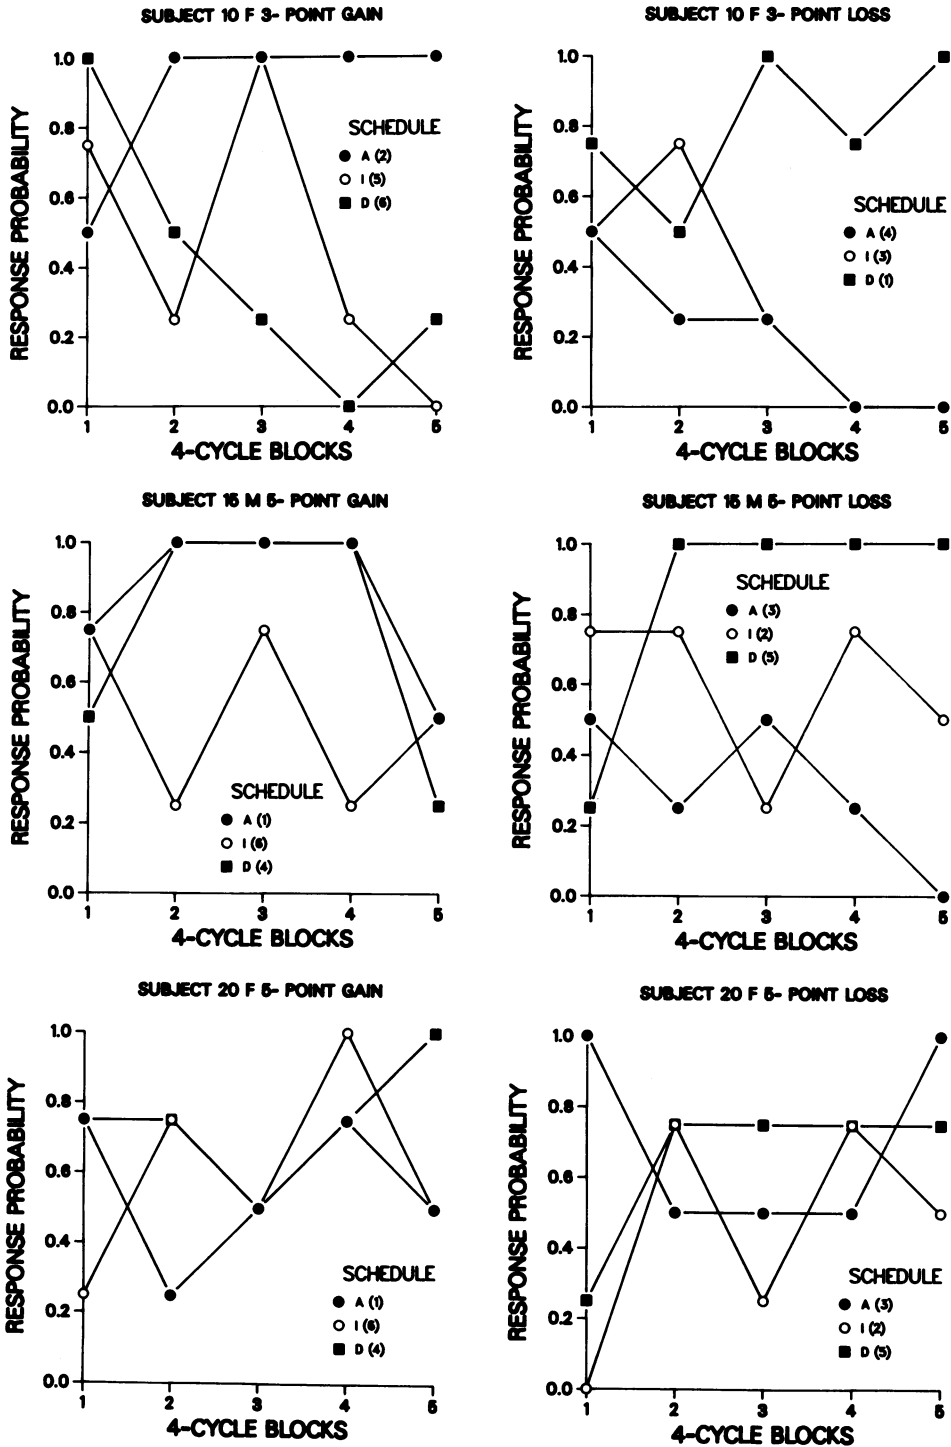 SUBJECT 10 F 3- POINT GAIN
RESPONSE PROBABILITY
1.0
0.8
0.6
0.4
0.2
0.0
SCHEDULE
A (2)
I (5)
D (6)
1 2 3 4 5
4-CYCLE BLOCKS
SUBJECT 10 F 3- POINT LOSS
RESPONSE PROBABILITY
1.0
0.8
0.6
0.4
0.2
0.0
SCHEDULE
A (4)
I (3)
D (1)
1 2 3 4 5
4-CYCLE BLOCKS
SUBJECT 15 M 5- POINT GAIN
RESPONSE PROBABILITY
1.0
0.8
0.6
0.4
0.2
0.0
SCHEDULE
A (1)
I (6)
D (4)
1 2 3 4 5
4-CYCLE BLOCKS
SUBJECT 15 M 5- POINT LOSS
RESPONSE PROBABILITY
1.0
0.8
0.6
0.4
0.2
0.0
SCHEDULE
A (3)
I (2)
D (5)
1 2 3 4 5
4-CYCLE BLOCKS
SUBJECT 20 F 5- POINT GAIN
RESPONSE PROBABILITY
1.0
0.8
0.6
0.4
0.2
0.0
SCHEDULE
A (1)
I (6)
D (4)
1 2 3 4 5
4-CYCLE BLOCKS
SUBJECT 20 F 5- POINT LOSS
RESPONSE PROBABILITY
1.0
0.8
0.6
0.4
0.2
0.0
SCHEDULE
A (3)
I (2)
D (5)
1 2 3 4 5
4-CYCLE BLOCKS